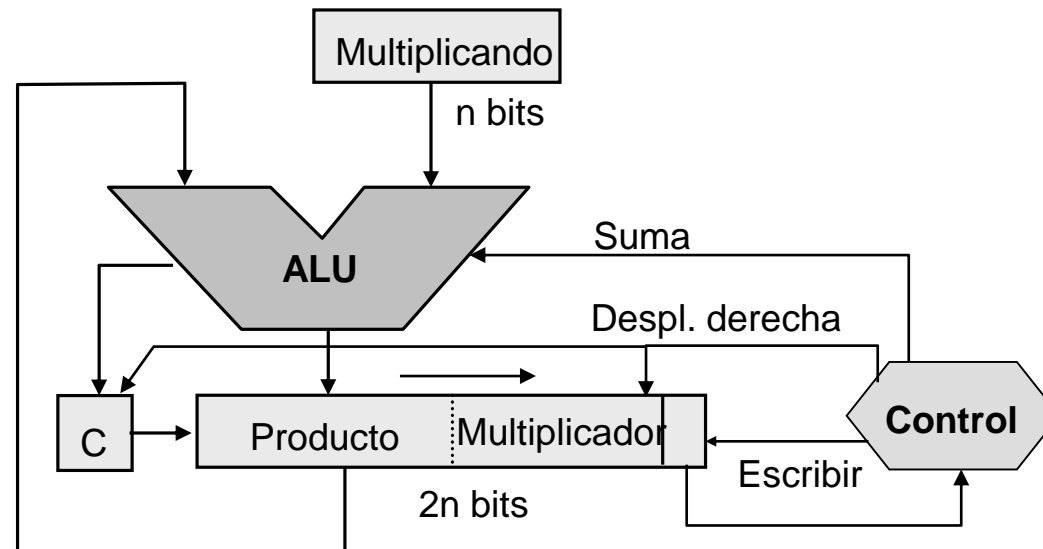 Multiplicando
n bits
Suma
ALU
Despl. derecha
C
Producto
Multiplicador
Control
Escribir
2n bits